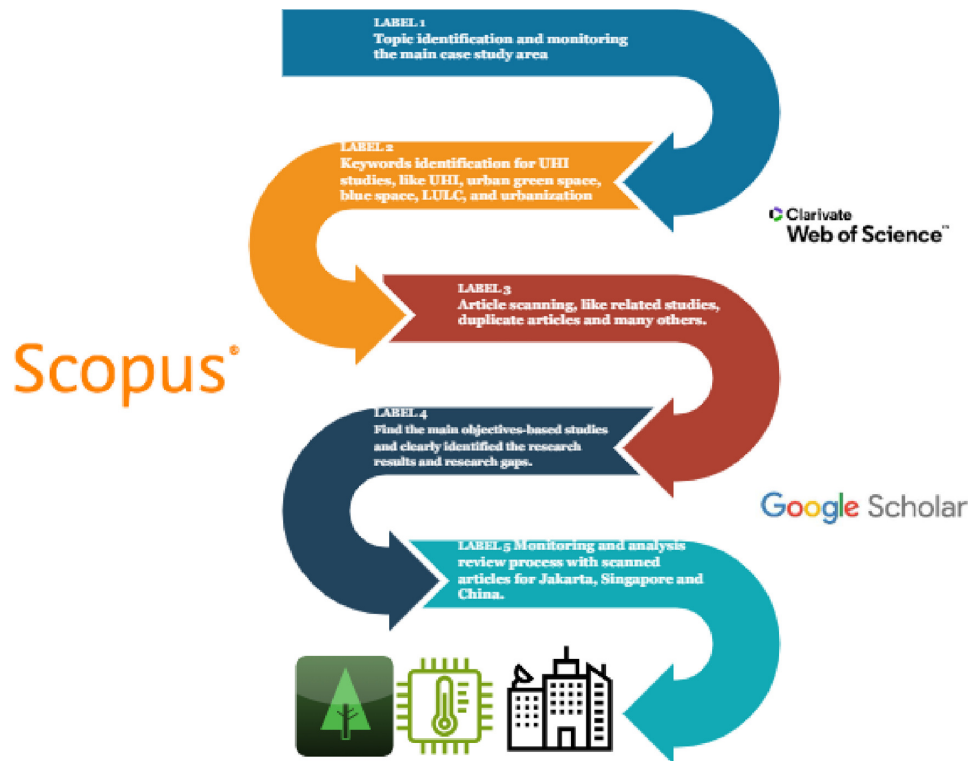 LABEL 1
Topic identification and monitoring
the main case study area
LABEL 2
Keywords identification for UHI
studies, like UHI, urban green space,
blue space, LULC, and urbanization
Clarivate
Web of Science™
LABEL 3
Article scanning, like related studies,
duplicate articles and many others.
Scopus®
LABEL 4
Find the main objectives-based studies
and clearly identified the research
results and research gaps.
Google Scholar
LABEL 5 Monitoring and analysis
review process with scanned
articles for Jakarta, Singapore and
China.